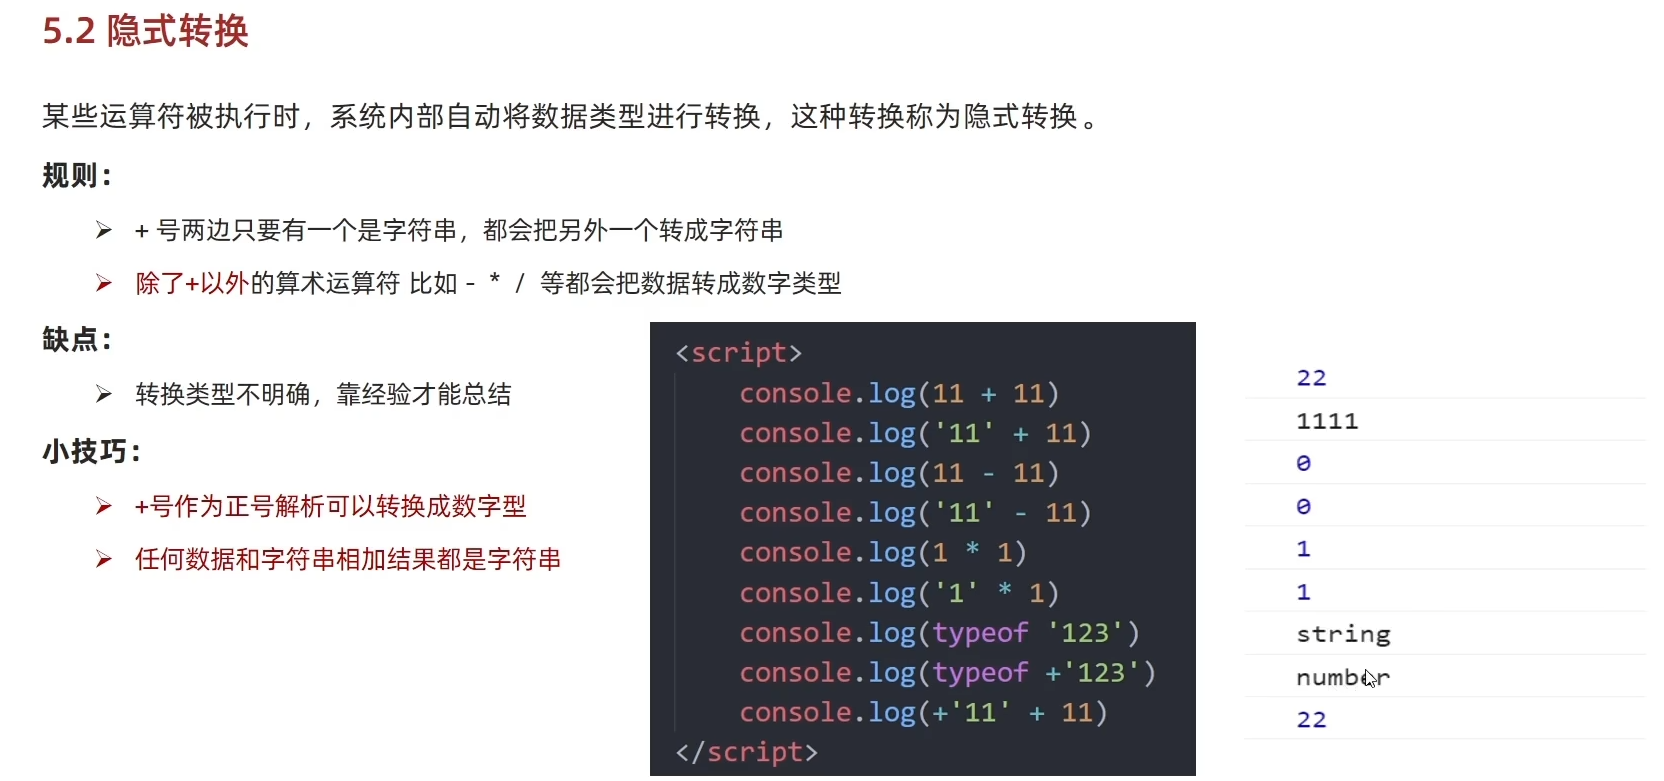 5.2 隐式转换
某些运算符被执行时，系统内部自动将数据类型进行转换，这种转换称为隐式转换。
规则：
+ 号两边只要有一个是字符串，都会把另外一个转成字符串
除了+以外的算术运算符 比如 - * / 等都会把数据转成数字类型
缺点：
转换类型不明确，靠经验才能总结
小技巧：
+号作为正号解析可以转换成数字型
任何数据和字符串相加结果都是字符串
<script>
console.log(11 + 11)
console.log('11' + 11)
console.log(11 - 11)
console.log('11' - 11)
console.log(1 * 1)
console.log('1' * 1)
console.log(typeof '123')
console.log(typeof +'123')
console.log(+'11' + 11)
</script>
22
1111
0
0
1
1
string
number
22